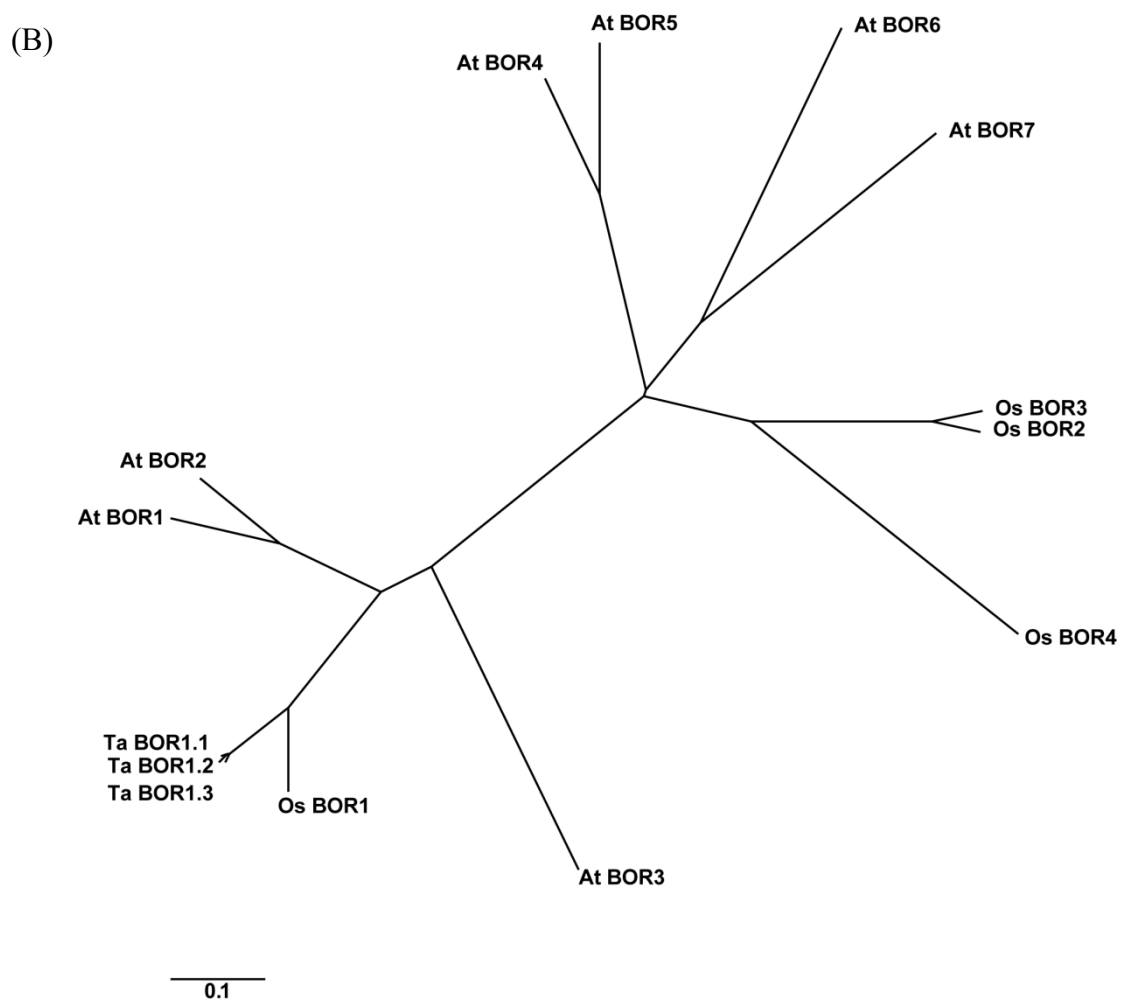 (B)
At BOR5
At BOR6
At BOR4
At BOR7
Os BOR3
Os BOR2
At BOR2
At BOR1
Os BOR4
Ta BOR1.1
Ta BOR1.2
Ta BOR1.3
Os BOR1
At BOR3
0.1